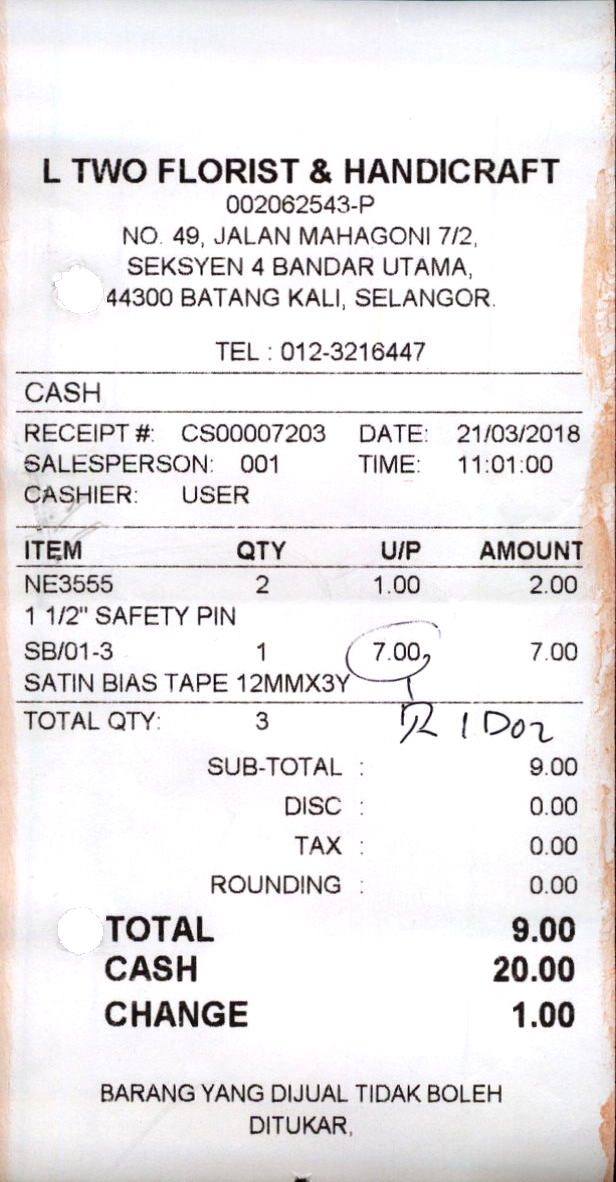 L TWO FLORIST & HANDICRAFT
002062543-P
NO. 49, JALAN MAHAGONI 7/2,
SEKSYEN 4 BANDAR UTAMA,
44300 BATANG KALI, SELANGOR.
TEL : 012-3216447
CASH
RECEIPT #: CS00007203 DATE: 21/03/2018
SALESPERSON: 001 TIME: 11:01:00
CASHIER: USER
ITEM QTY U/P AMOUNT
NE3555 2 1.00 2.00
1 1/2" SAFETY PIN
SB/01-3 1 7.00 7.00
SATIN BIAS TAPE 12MMX3Y
TOTAL QTY: 3 1 Doz
SUB-TOTAL : 9.00
DISC : 0.00
TAX : 0.00
ROUNDING : 0.00
TOTAL 9.00
CASH 20.00
CHANGE 1.00
BARANG YANG DIJUAL TIDAK BOLEH
DITUKAR,